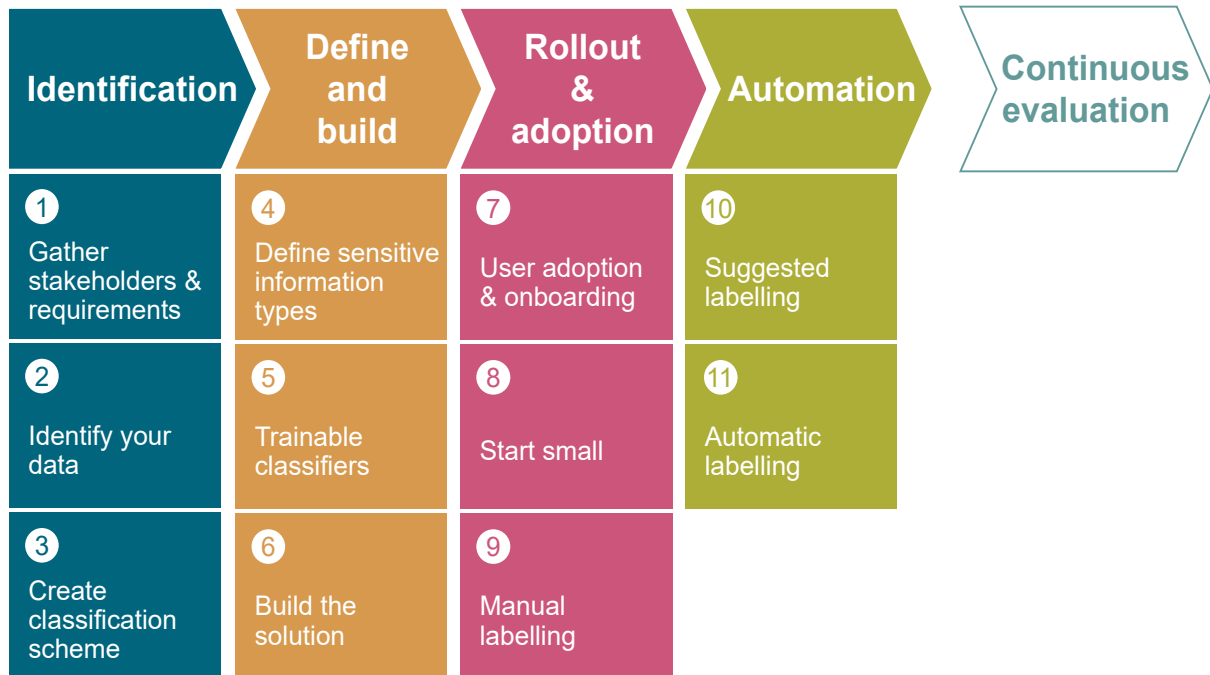 Identification
Define
and
build
Rollout
&
adoption
Automation
Continuous
evaluation
1
Gather
stakeholders &
requirements
2
Identify your
data
3
Create
classification
scheme
4
Define sensitive
information
types
5
Trainable
classifiers
6
Build the
solution
7
User adoption
& onboarding
8
Start small
9
Manual
labelling
10
Suggested
labelling
11
Automatic
labelling